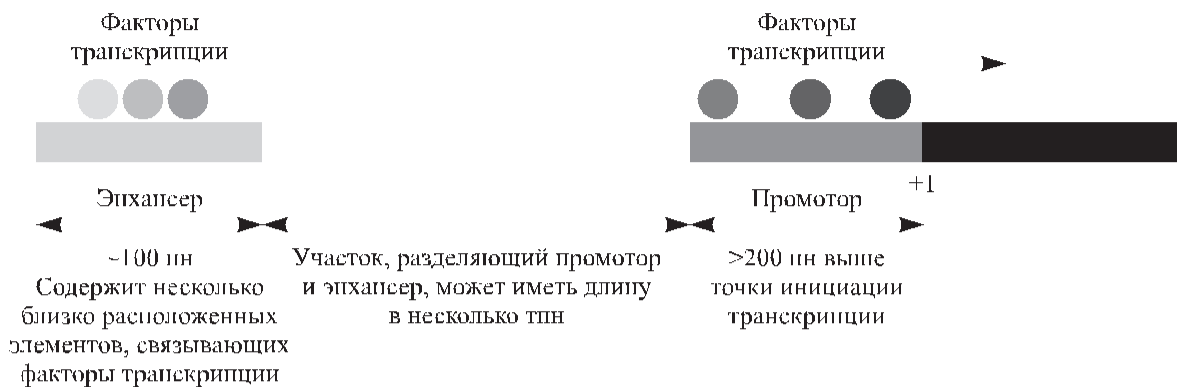 Факторы
транскрипции
Факторы
транскрипции
Энхансер
Промотор
+1
~100 пн
Содержит несколько
близко расположенных
элементов, связывающих
факторы транскрипции
Участок, разделяющий промотор
и энхансер, может иметь длину
в несколько тпн
>200 пн выше
точки инициации
транскрипции